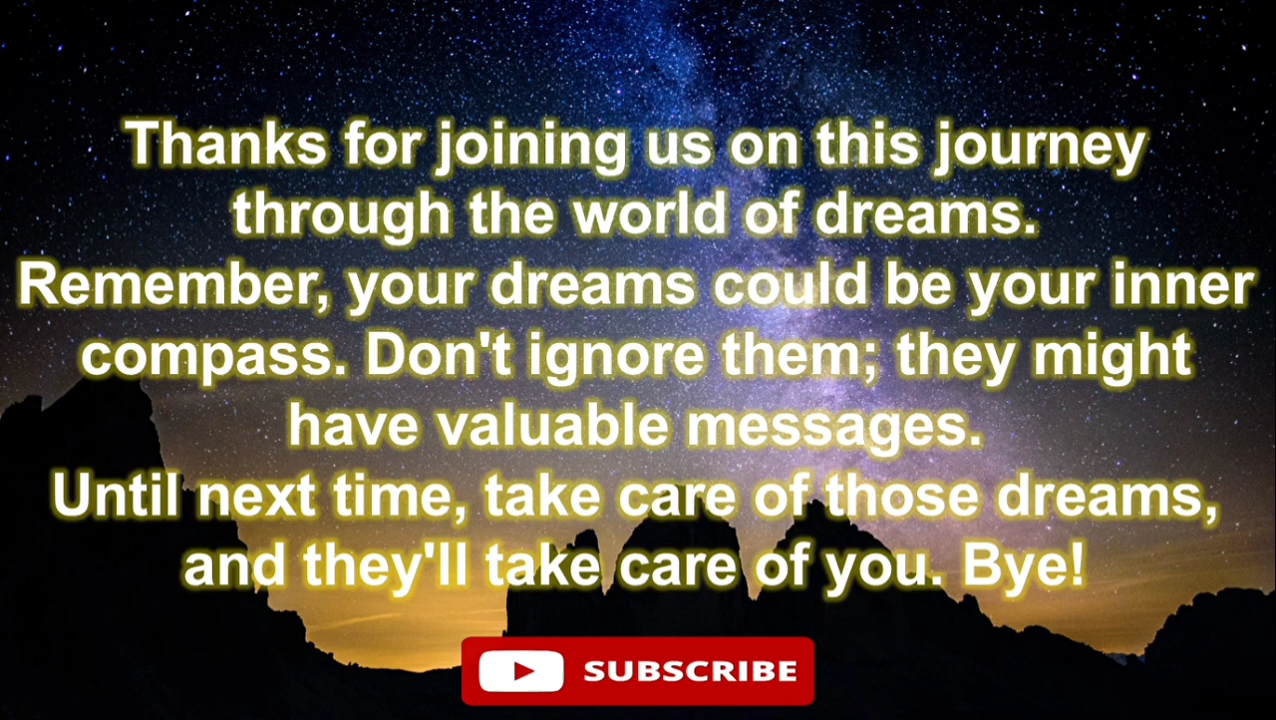 Thanks for joining us on this journey
through the world of dreams.
Remember, your dreams could be your inner
compass. Don't ignore them; they might
have valuable messages.
Until next time, take care of those dreams,
and they'll take care of you. Bye!
SUBSCRIBE